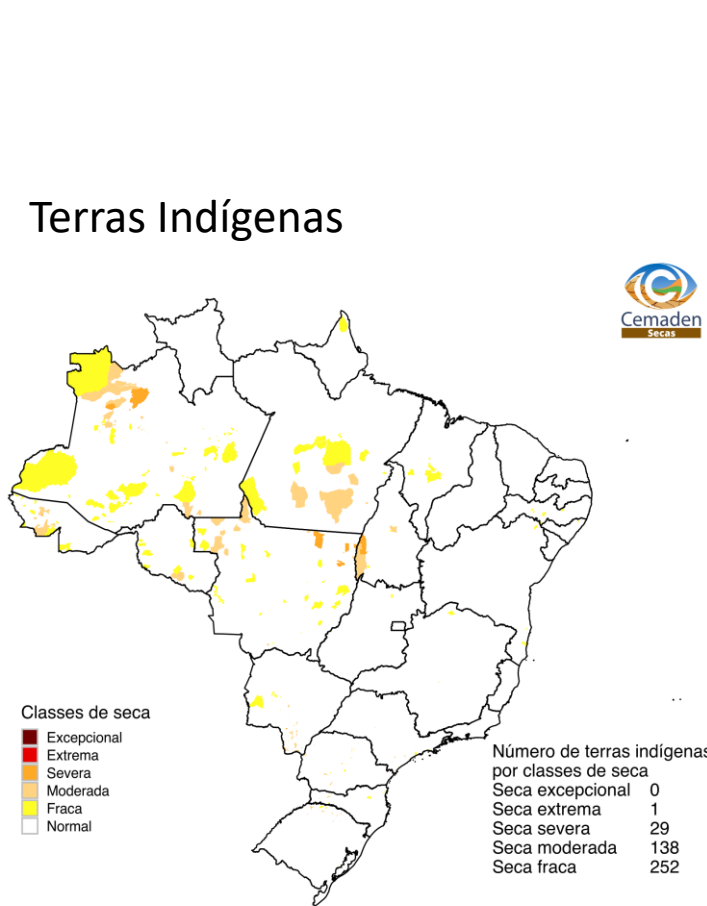 Terras Indígenas
Cemaden
Secas
Classes de seca
Excepcional
Extrema
Severa
Moderada
Fraca
Normal
Número de terras indígenas
por classes de seca
Seca excepcional 0
Seca extrema 1
Seca severa 29
Seca moderada 138
Seca fraca 252